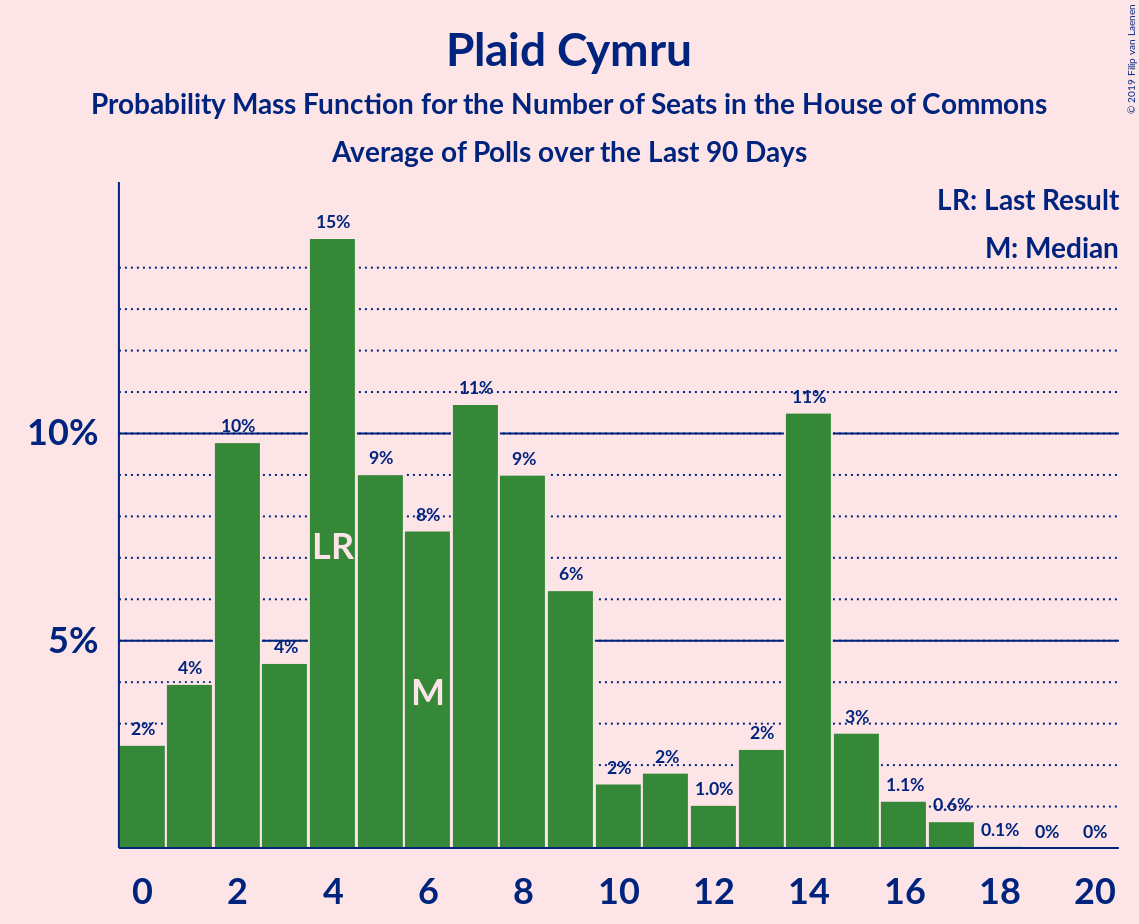 Plaid Cymru
Probability Mass Function for the Number of Seats in the House of Commons
Average of Polls over the Last 90 Days
© 2019 Filip van Laenen
LR: Last Result
M: Median
10%
5%
2%
4%
10%
4%
15%
9%
8%
11%
9%
6%
2%
2%
1.0%
2%
11%
3%
1.1%
0.6%
0.1%
0%
0%
LR
M
0 2 4 6 8 10 12 14 16 18 20